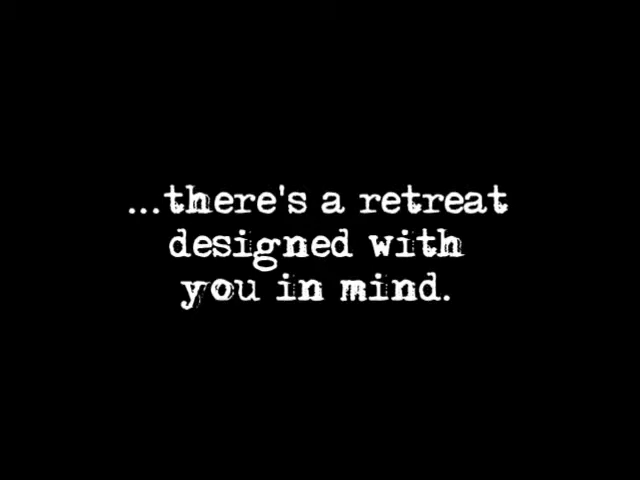 ...there's a retreat
designed with
you in mind.